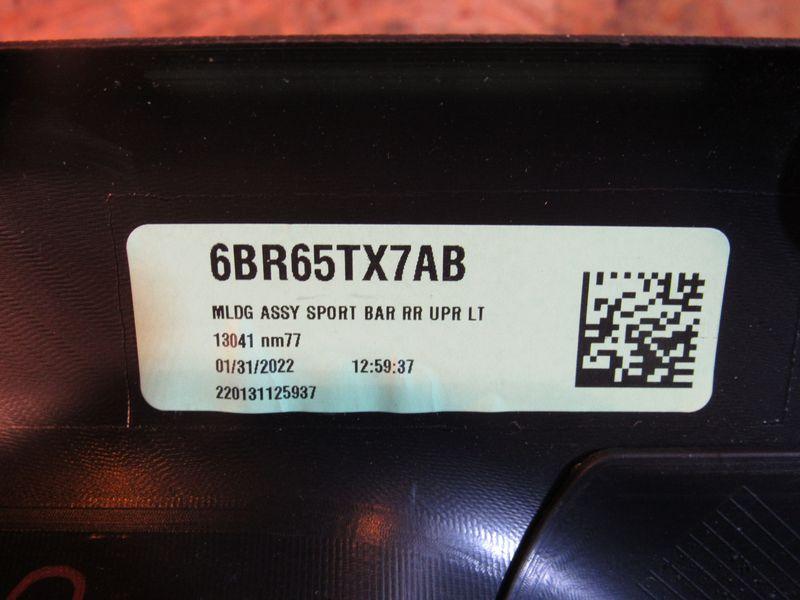 6BR65TX7AB
MLDG ASSY SPORT BAR RR UPR LT
13041 nm77
01/31/2022 12:59:37
220131125937